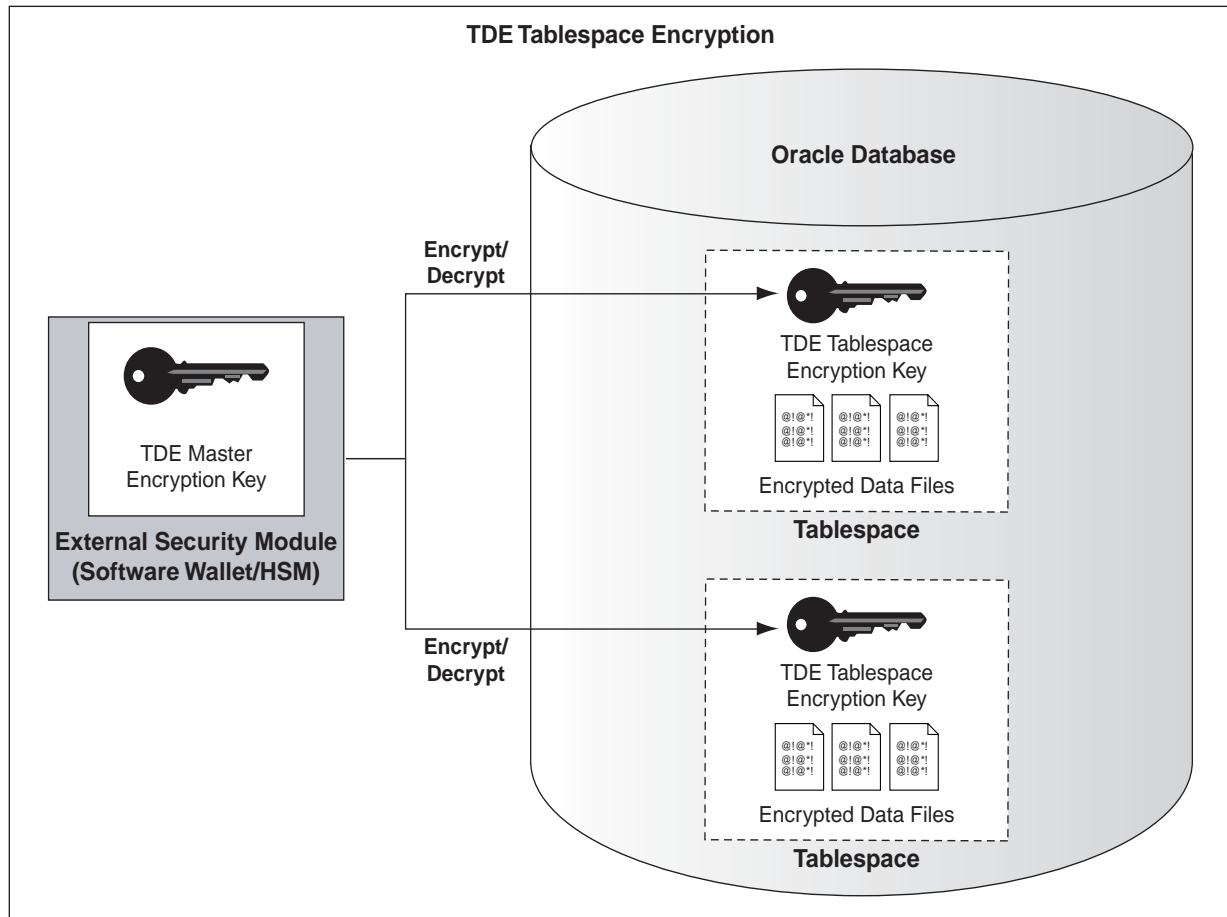 TDE Tablespace Encryption
Oracle Database
Encrypt/
Decrypt
TDE Tablespace
Encryption Key
@!@*! @!@*! @!@*!
@!@*! @!@*! @!@*!
@!@*! @!@*! @!@*!
Encrypted Data Files
Tablespace
TDE Master
Encryption Key
External Security Module
(Software Wallet/HSM)
Encrypt/
Decrypt
TDE Tablespace
Encryption Key
@!@*! @!@*! @!@*!
@!@*! @!@*! @!@*!
@!@*! @!@*! @!@*!
Encrypted Data Files
Tablespace